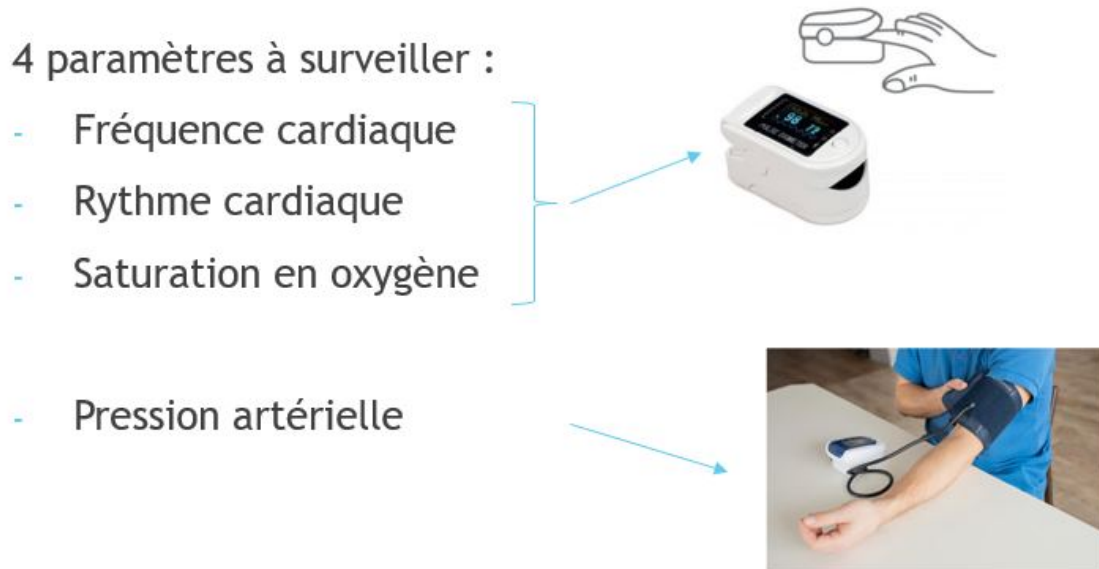 4 paramètres à surveiller :
- Fréquence cardiaque
- Rythme cardiaque
- Saturation en oxygène
- Pression artérielle